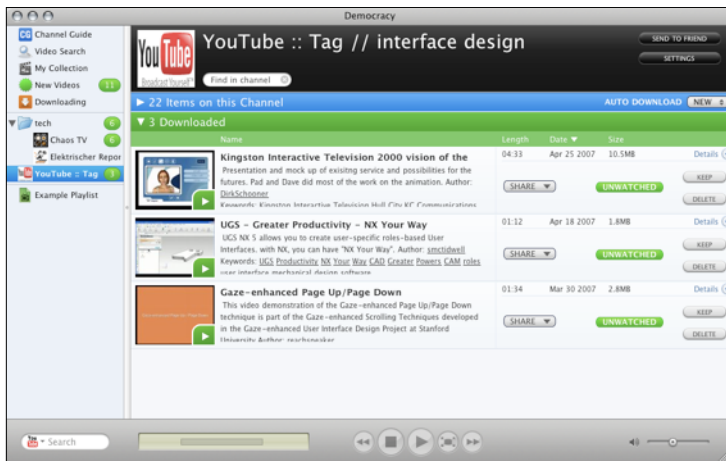 Democracy
CG Channel Guide
Video Search
My Collection
New Videos 11
Downloading
tech 6
Chaos TV 6
Elektrischer Repor
YouTube :: Tag 3
Example Playlist
You Tube
Broadcast Yourself
YouTube :: Tag // interface design
Find in channel
SEND TO FRIEND
SETTINGS
22 Items on this Channel
AUTO DOWNLOAD NEW
3 Downloaded
Name Length Date Size
Kingston Interactive Television 2000 vision of the 04:33 Apr 25 2007 10.5MB Details
Presentation and mock up of exisitng service and possibilities for the
futures. Pad and Dave did most of the work on the animation. Author:
DirkSchooner
Keywords: Kingston Interactive Television Hull City KC Communications
SHARE UNWATCHED KEEP
DELETE
UGS - Greater Productivity - NX Your Way 01:12 Apr 18 2007 1.8MB Details
UGS NX 5 allows you to create user-specific roles-based User
Interfaces. with NX, you can have "NX Your Way". Author: smctidwell
Keywords: UGS Productivity NX Your Way CAD Greater Powers CAM roles
user interface mechanical design software
SHARE UNWATCHED KEEP
DELETE
Gaze-enhanced Page Up/Page Down 01:34 Mar 30 2007 2.8MB Details
This video demonstration of the Gaze-enhanced Page Up/Page Down
technique is part of the Gaze-enhanced Scrolling Techniques developed
in the Gaze-enhanced User Interface Design Project at Stanford
University Author:
SHARE UNWATCHED KEEP
DELETE
Search